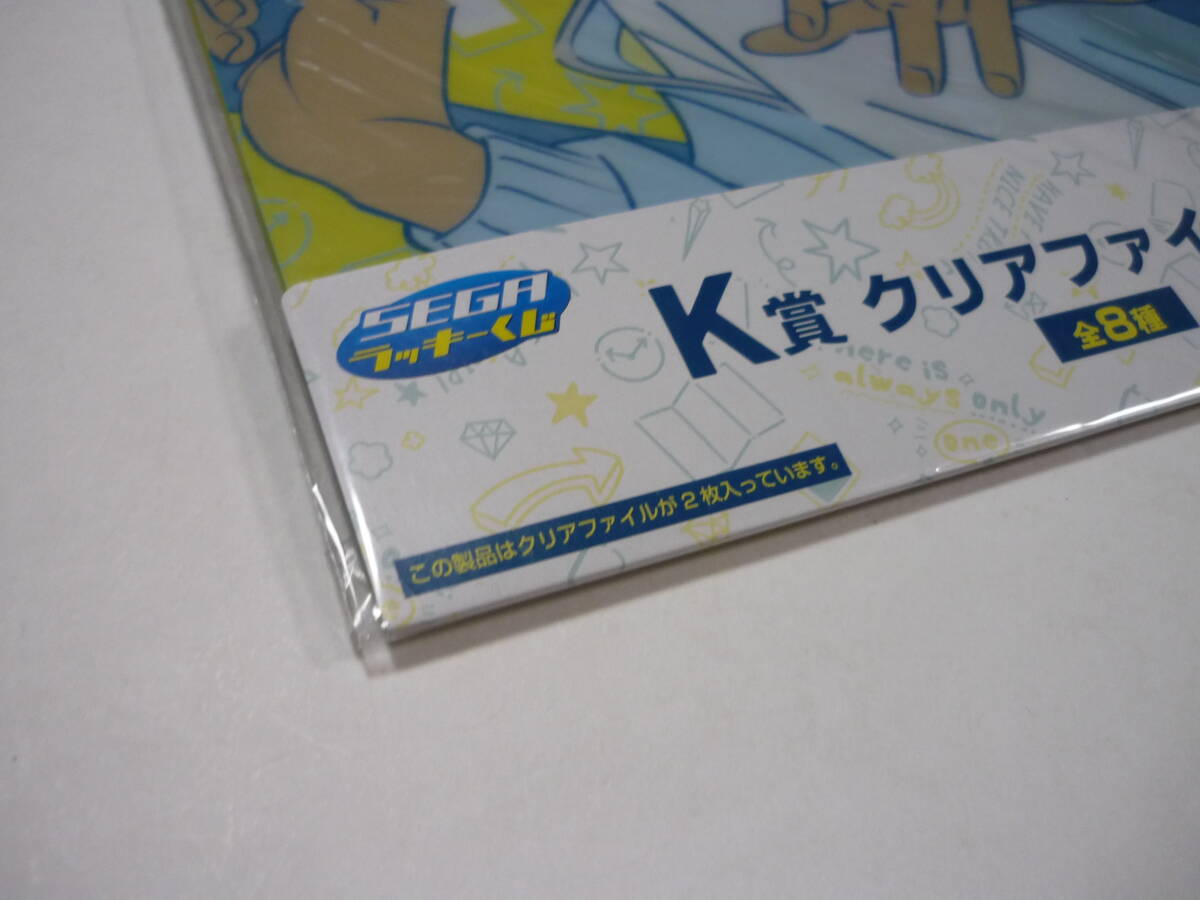 HAVE
NICE
SEGA
ラッキーくじ
K賞 クリアファイ
全8種
here is
always only
one
この製品はクリアファイルが2枚入っています。